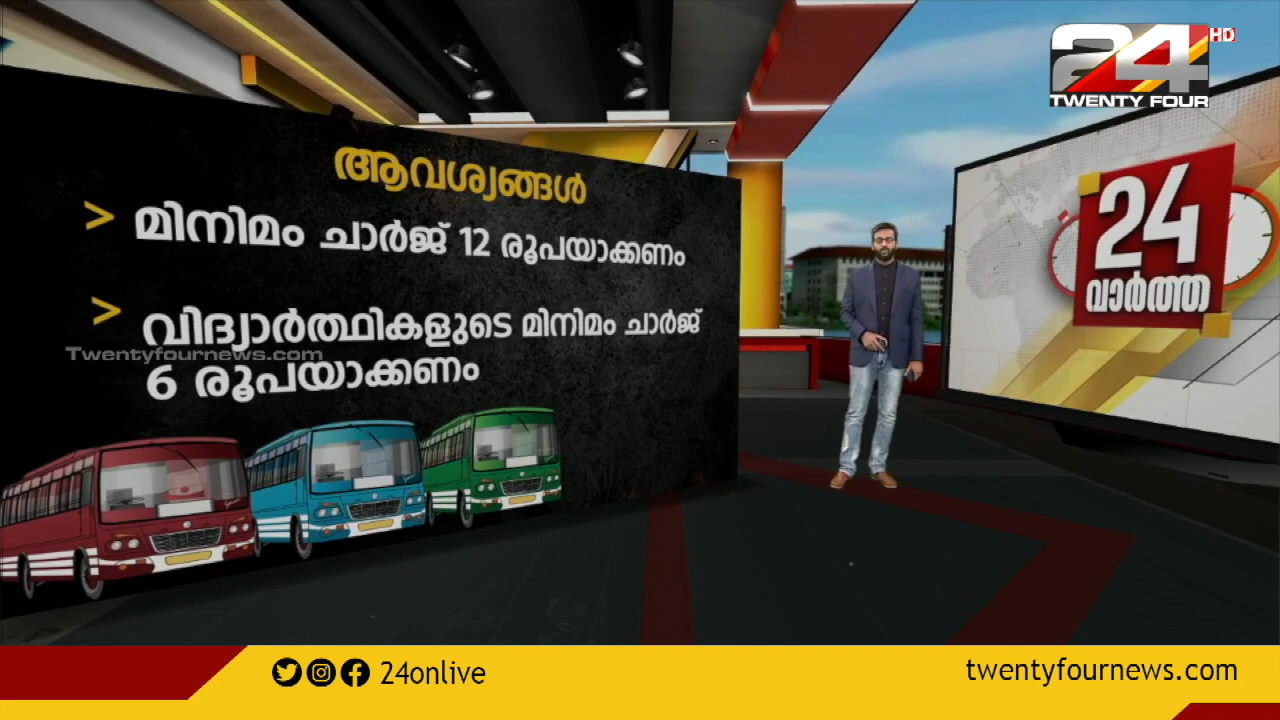 24 HD
TWENTY FOUR
ആവശ്യങ്ങൾ
> മിനിമം ചാർജ് 12 രൂപയാക്കണം
> വിദ്യാർത്ഥികളുടെ മിനിമം ചാർജ്
6 രൂപയാക്കണം
Twentyfournews.com
24
വാർത്ത
24onlive
twentyfournews.com